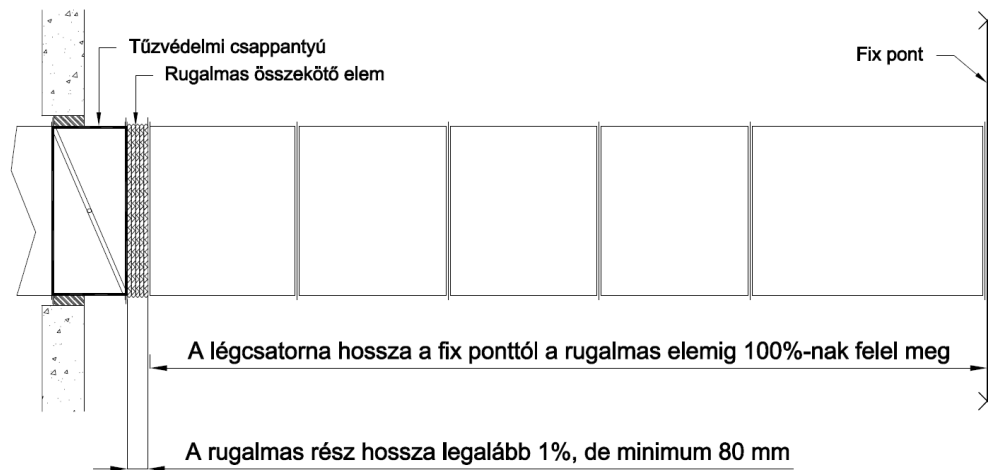 Tűzvédelmi csappantyú
Rugalmas összekötő elem
Fix pont
A légcsatorna hossza a fix ponttól a rugalmas elemig 100%-nak felel meg
A rugalmas rész hossza legalább 1%, de minimum 80 mm